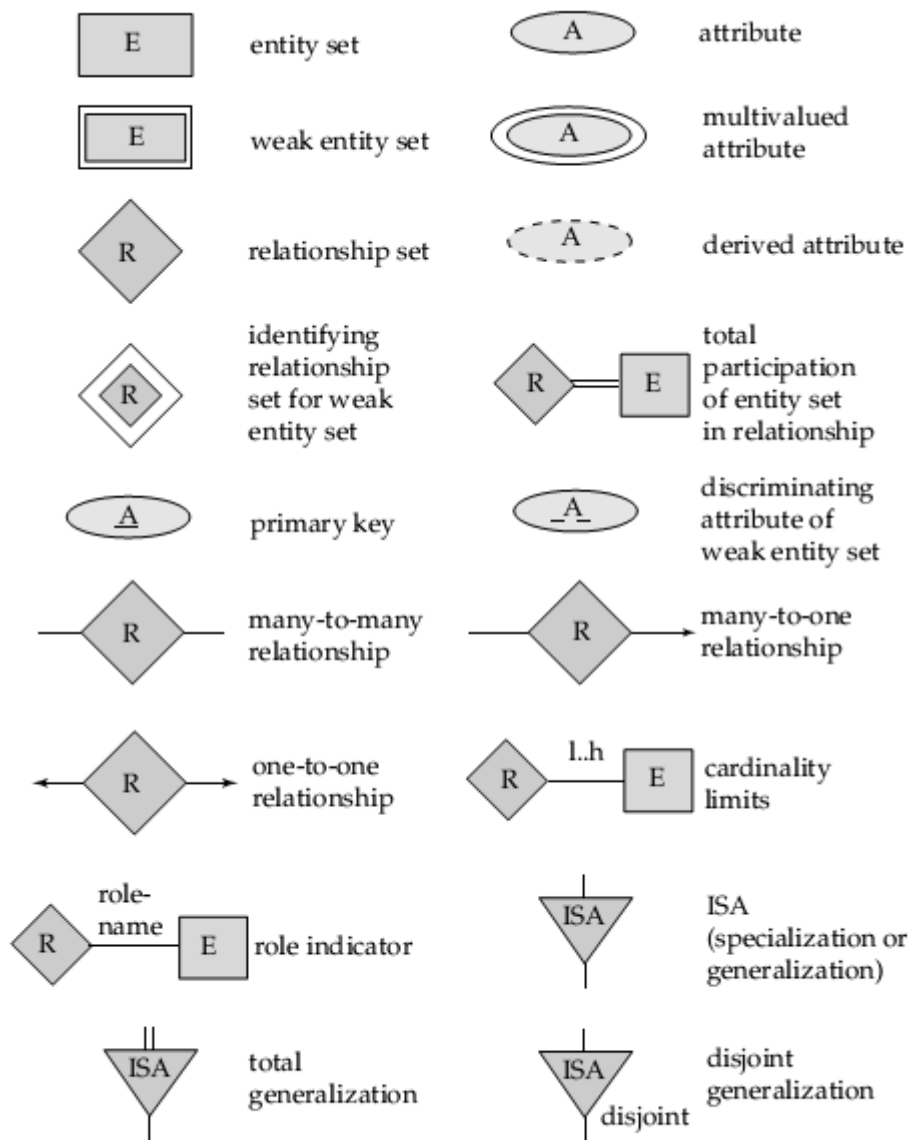 E
entity set
A
attribute
E
weak entity set
A
multivalued
attribute
R
relationship set
A
derived attribute
R
identifying
relationship
set for weak
entity set
R
E
total
participation
of entity set
in relationship
A
primary key
A
discriminating
attribute of
weak entity set
R
many-to-many
relationship
R
many-to-one
relationship
R
one-to-one
relationship
R
l..h
E
cardinality
limits
R
role-
name
E
role indicator
ISA
ISA
(specialization or
generalization)
ISA
total
generalization
ISA
disjoint
disjoint
generalization